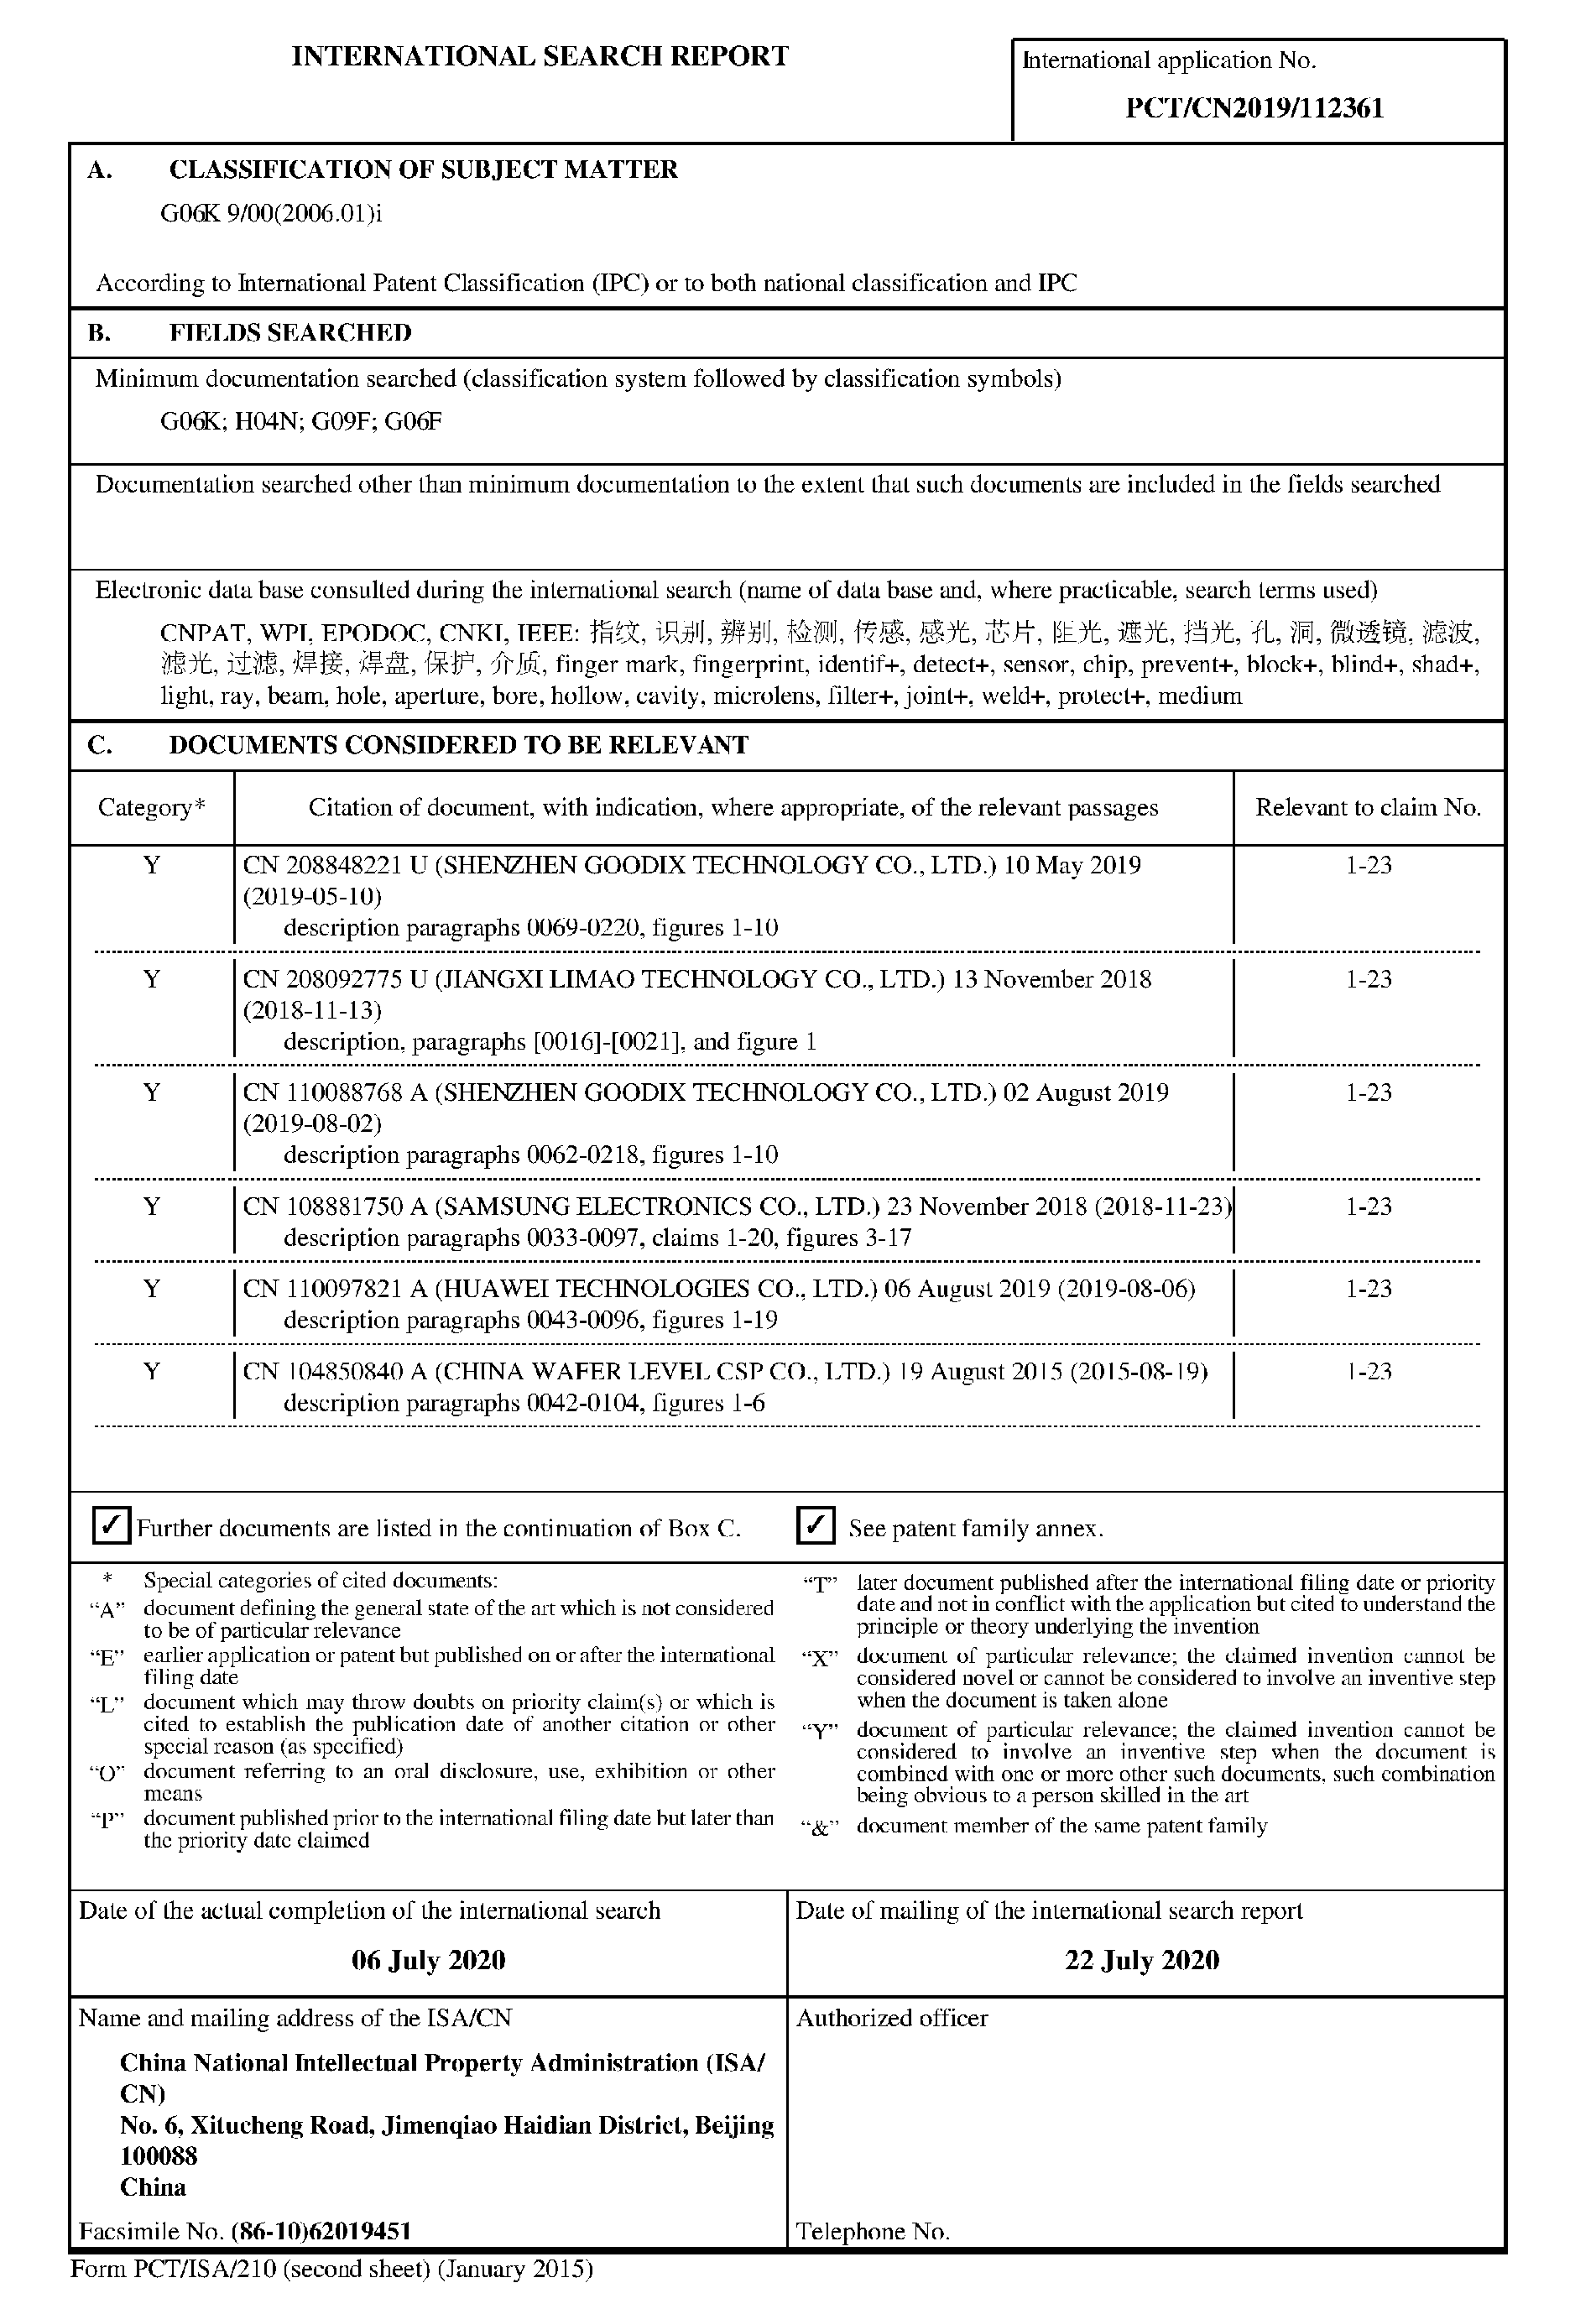 INTERNATIONAL SEARCH REPORT
International application No.
PCT/CN2019/112361
A. CLASSIFICATION OF SUBJECT MATTER
G06K 9/00(2006.01)i
According to International Patent Classification (IPC) or to both national classification and IPC
B. FIELDS SEARCHED
Minimum documentation searched (classification system followed by classification symbols)
G06K; H04N; G09F; G06F
Documentation searched other than minimum documentation to the extent that such documents are included in the fields searched
Electronic data base consulted during the international search (name of data base and, where practicable, search terms used)
CNPAT, WPI, EPODOC, CNKI, IEEE: 指纹, 识别, 辨别, 检测, 传感, 感光, 芯片, 阻光, 遮光, 挡光, 孔, 洞, 微透镜, 滤波,
滤光, 过滤, 焊接, 焊盘, 保护, 介质, finger mark, fingerprint, identif+, detect+, sensor, chip, prevent+, block+, blind+, shad+,
light, ray, beam, hole, aperture, bore, hollow, cavity, microlens, filter+, joint+, weld+, protect+, medium
C. DOCUMENTS CONSIDERED TO BE RELEVANT
Category* Citation of document, with indication, where appropriate, of the relevant passages Relevant to claim No.
Y CN 208848221 U (SHENZHEN GOODIX TECHNOLOGY CO., LTD.) 10 May 2019 1-23
(2019-05-10)
description paragraphs 0069-0220, figures 1-10
Y CN 208092775 U (JIANGXI LIMAO TECHNOLOGY CO., LTD.) 13 November 2018 1-23
(2018-11-13)
description, paragraphs [0016]-[0021], and figure 1
Y CN 110088768 A (SHENZHEN GOODIX TECHNOLOGY CO., LTD.) 02 August 2019 1-23
(2019-08-02)
description paragraphs 0062-0218, figures 1-10
Y CN 108881750 A (SAMSUNG ELECTRONICS CO., LTD.) 23 November 2018 (2018-11-23) 1-23
description paragraphs 0033-0097, claims 1-20, figures 3-17
Y CN 110097821 A (HUAWEI TECHNOLOGIES CO., LTD.) 06 August 2019 (2019-08-06) 1-23
description paragraphs 0043-0096, figures 1-19
Y CN 104850840 A (CHINA WAFER LEVEL CSP CO., LTD.) 19 August 2015 (2015-08-19) 1-23
description paragraphs 0042-0104, figures 1-6
✓ Further documents are listed in the continuation of Box C. ✓ See patent family annex.
* Special categories of cited documents:
“A” document defining the general state of the art which is not considered
to be of particular relevance
“E” earlier application or patent but published on or after the international
filing date
“L” document which may throw doubts on priority claim(s) or which is
cited to establish the publication date of another citation or other
special reason (as specified)
“O” document referring to an oral disclosure, use, exhibition or other
means
“P” document published prior to the international filing date but later than
the priority date claimed
“T” later document published after the international filing date or priority
date and not in conflict with the application but cited to understand the
principle or theory underlying the invention
“X” document of particular relevance; the claimed invention cannot be
considered novel or cannot be considered to involve an inventive step
when the document is taken alone
“Y” document of particular relevance; the claimed invention cannot be
considered to involve an inventive step when the document is
combined with one or more other such documents, such combination
being obvious to a person skilled in the art
“&” document member of the same patent family
Date of the actual completion of the international search
06 July 2020
Date of mailing of the international search report
22 July 2020
Name and mailing address of the ISA/CN
China National Intellectual Property Administration (ISA/
CN)
No. 6, Xitucheng Road, Jimenqiao Haidian District, Beijing
100088
China
Facsimile No. (86-10)62019451
Authorized officer
Telephone No.
Form PCT/ISA/210 (second sheet) (January 2015)